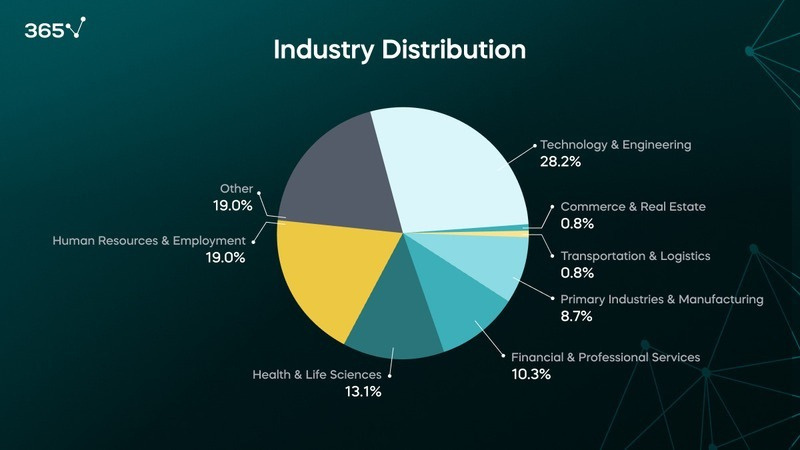 365
Industry Distribution
Technology & Engineering
28.2%
Other
19.0%
Commerce & Real Estate
0.8%
Human Resources & Employment
19.0%
Transportation & Logistics
0.8%
Primary Industries & Manufacturing
8.7%
Financial & Professional Services
10.3%
Health & Life Sciences
13.1%